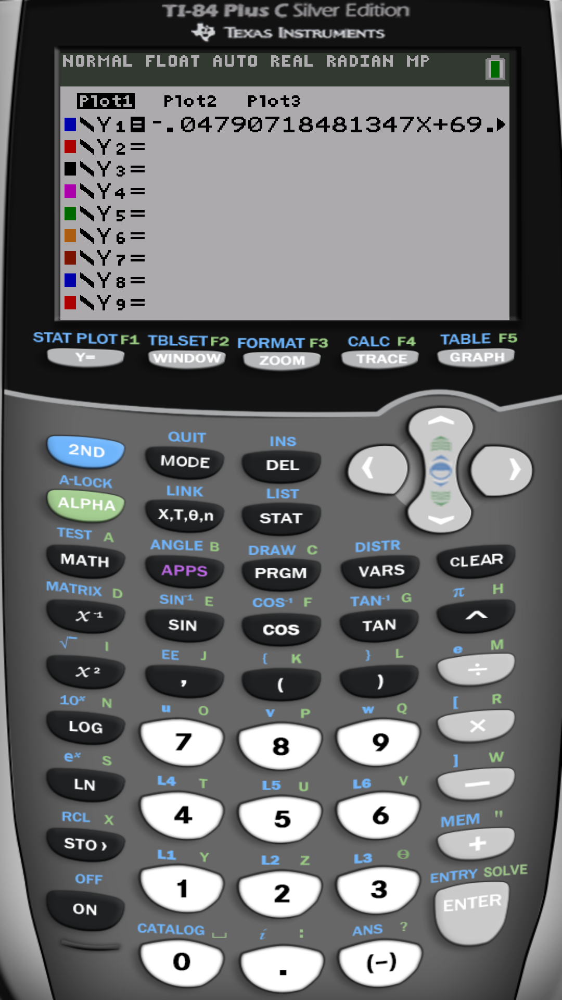 TI-84 Plus C Silver Edition
TEXAS INSTRUMENTS
NORMAL FLOAT AUTO REAL RADIAN MP
Plot1 Plot2 Plot3
\Y1=-.04790718481347X+69.
\Y2=
\Y3=
\Y4=
\Y5=
\Y6=
\Y7=
\Y8=
\Y9=
STAT PLOT F1 TBLSET F2 FORMAT F3 CALC F4 TABLE F5
Y= WINDOW ZOOM TRACE GRAPH
QUIT INS
2ND MODE DEL
A-LOCK LINK LIST
ALPHA X,T,θ,n STAT
TEST A ANGLE B DRAW C DISTR
MATH APPS PRGM VARS CLEAR
MATRIX D SIN⁻¹ E COS⁻¹ F TAN⁻¹ G π H
x⁻¹ SIN COS TAN ^
√ I EE J { K } L e M
x² , ( ) ÷
10ˣ N u O v P w Q [ R
LOG 7 8 9 ×
eˣ S L4 T L5 U L6 V ] W
LN 4 5 6 —
RCL X L1 Y L2 Z L3 θ MEM "
STO› 1 2 3 +
OFF CATALOG ⎵ i : ANS ? ENTRY SOLVE
ON 0 . (–) ENTER